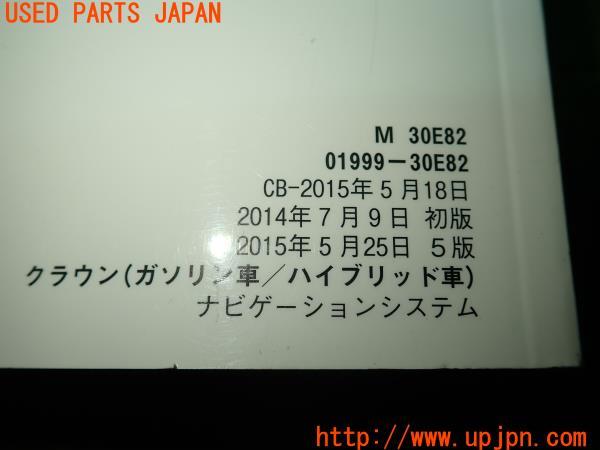 USED PARTS JAPAN
M 30E82
01999-30E82
CB-2015年5月18日
2014年7月9日 初版
2015年5月25日 5版
クラウン(ガソリン車/ハイブリッド車)
ナビゲーションシステム
http://www.upjpn.com/